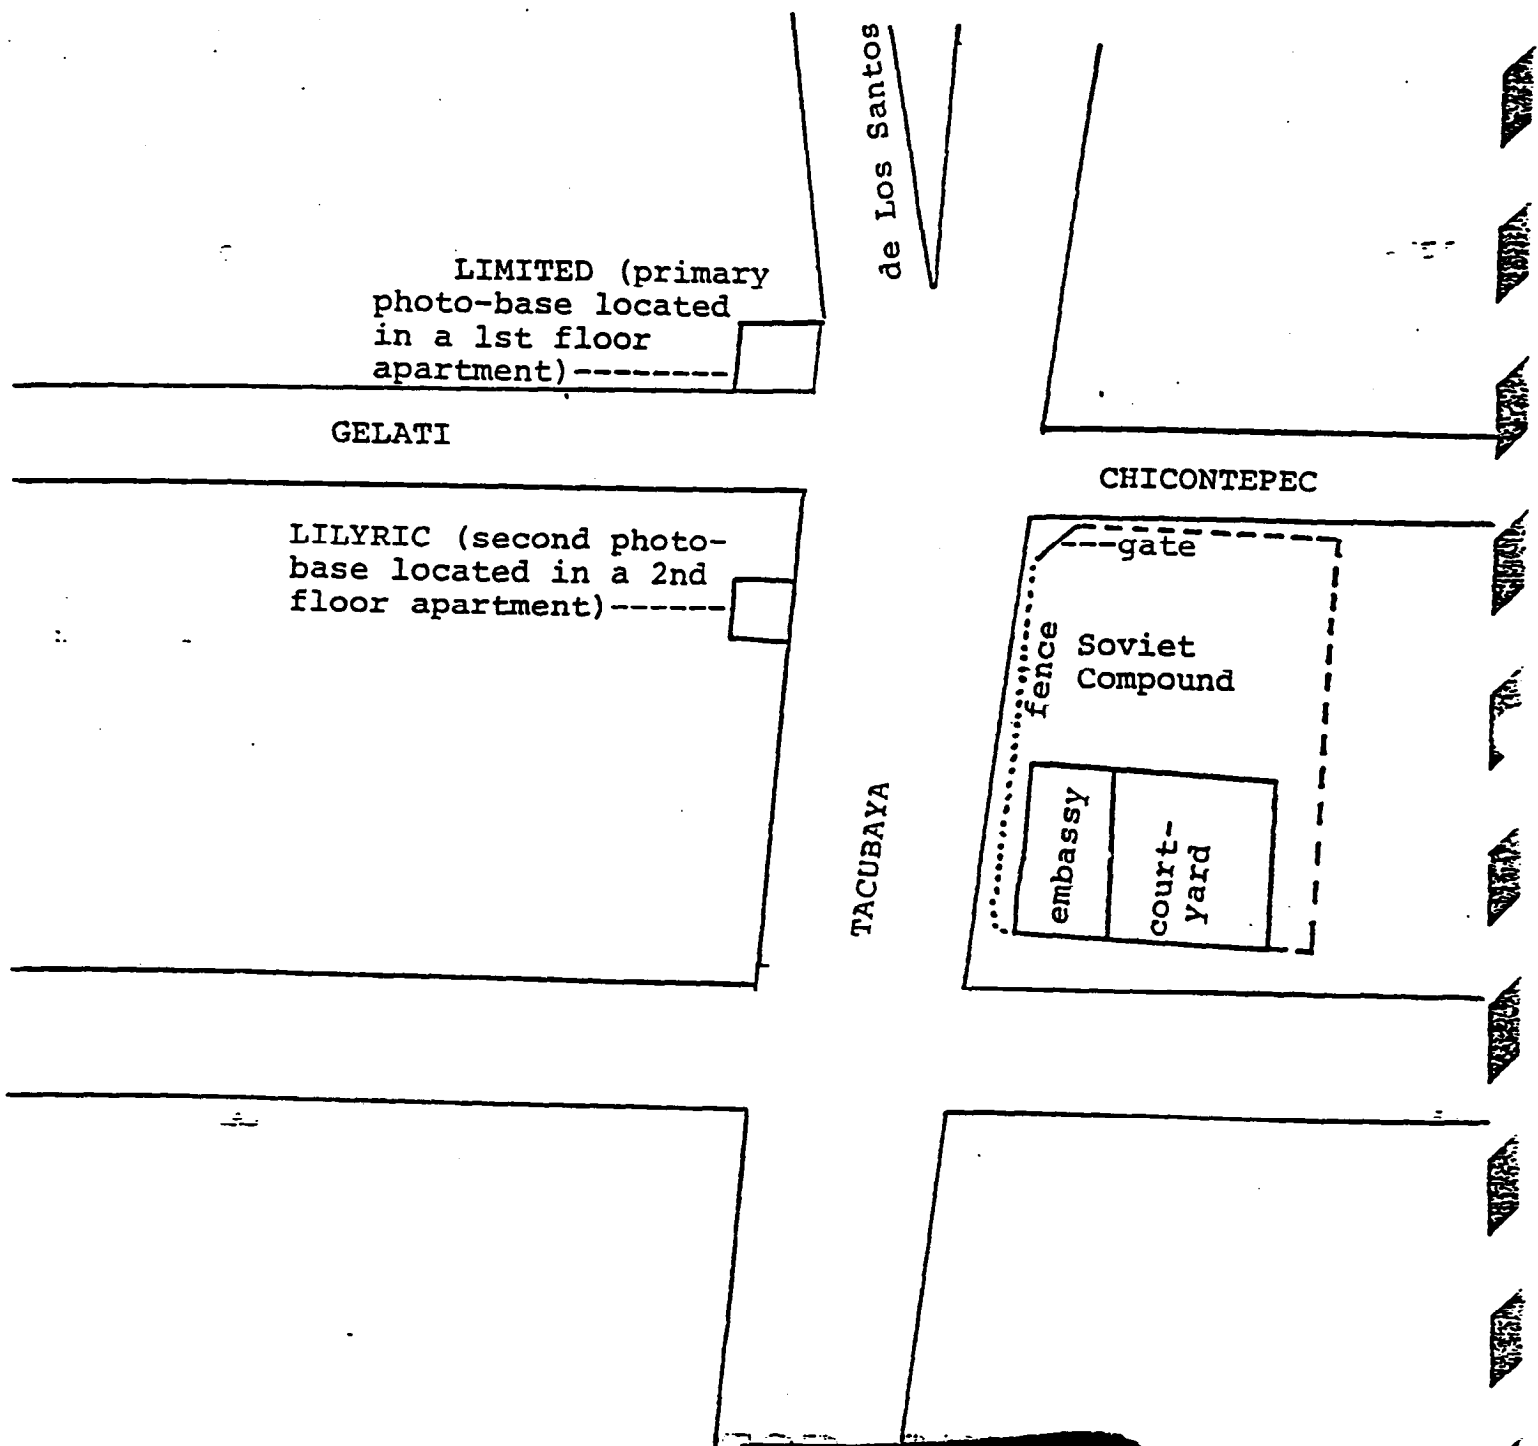 de Los Santos
LIMITED (primary
photo-base located
in a 1st floor
apartment)--------
GELATI
CHICONTEPEC
LILYRIC (second photo-
base located in a 2nd
floor apartment)------
---gate
fence
Soviet
Compound
TACUBAYA
embassy
court-
yard